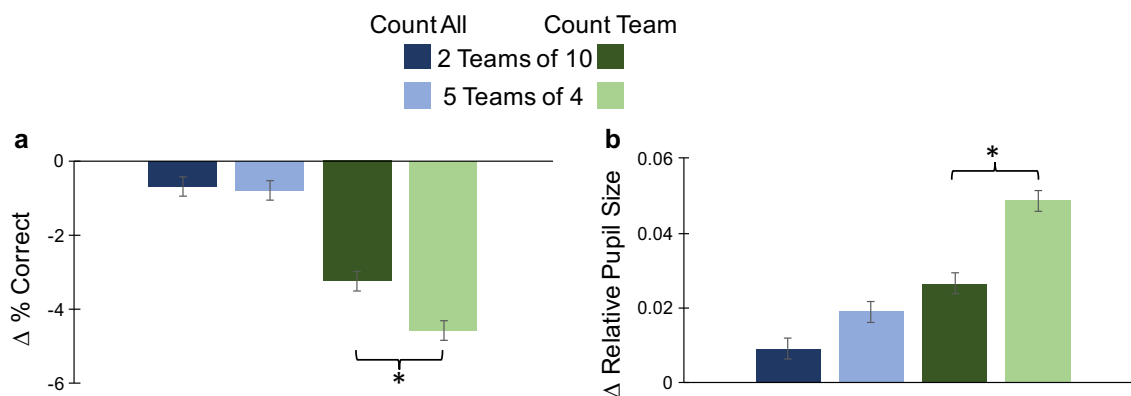 Count All Count Team
2 Teams of 10
5 Teams of 4
a
0
-2
-4
-6
Δ % Correct
*
b
0.06
0.04
0.02
0
Δ Relative Pupil Size
*